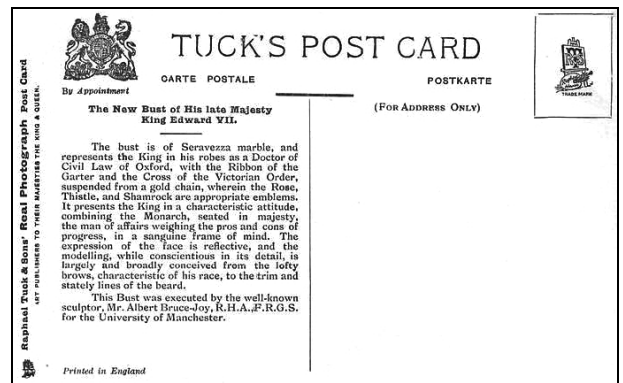 TUCK'S POST CARD
CARTE POSTALE
POSTKARTE
By Appointment
(FOR ADDRESS ONLY)
TRADE MARK
The New Bust of His late Majesty
King Edward VII.
The bust is of Seravezza marble, and
represents the King in his robes as a Doctor of
Civil Law of Oxford, with the Ribbon of the
Garter and the Cross of the Victorian Order,
suspended from a gold chain, wherein the Rose,
Thistle, and Shamrock are appropriate emblems.
It presents the King in a characteristic attitude,
combining the Monarch, seated in majesty,
the man of affairs weighing the pros and cons of
progress, in a sanguine frame of mind. The
expression of the face is reflective, and the
modelling, while conscientious in its detail, is
largely and broadly conceived from the lofty
brows, characteristic of his race, to the trim and
stately lines of the beard.
This Bust was executed by the well-known
sculptor, Mr. Albert Bruce-Joy, R.H.A., F.R.G.S.
for the University of Manchester.
Printed in England
Raphael Tuck & Sons' Real Photograph Post Card
ART PUBLISHERS TO THEIR MAJESTIES THE KING & QUEEN.